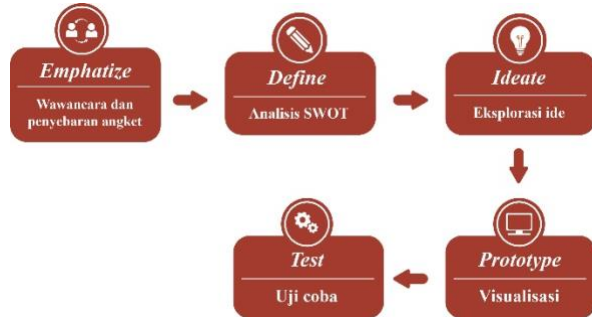 Emphatize
Wawancara dan
penyebaran angket
Define
Analisis SWOT
Ideate
Eksplorasi ide
Prototype
Visualisasi
Test
Uji coba